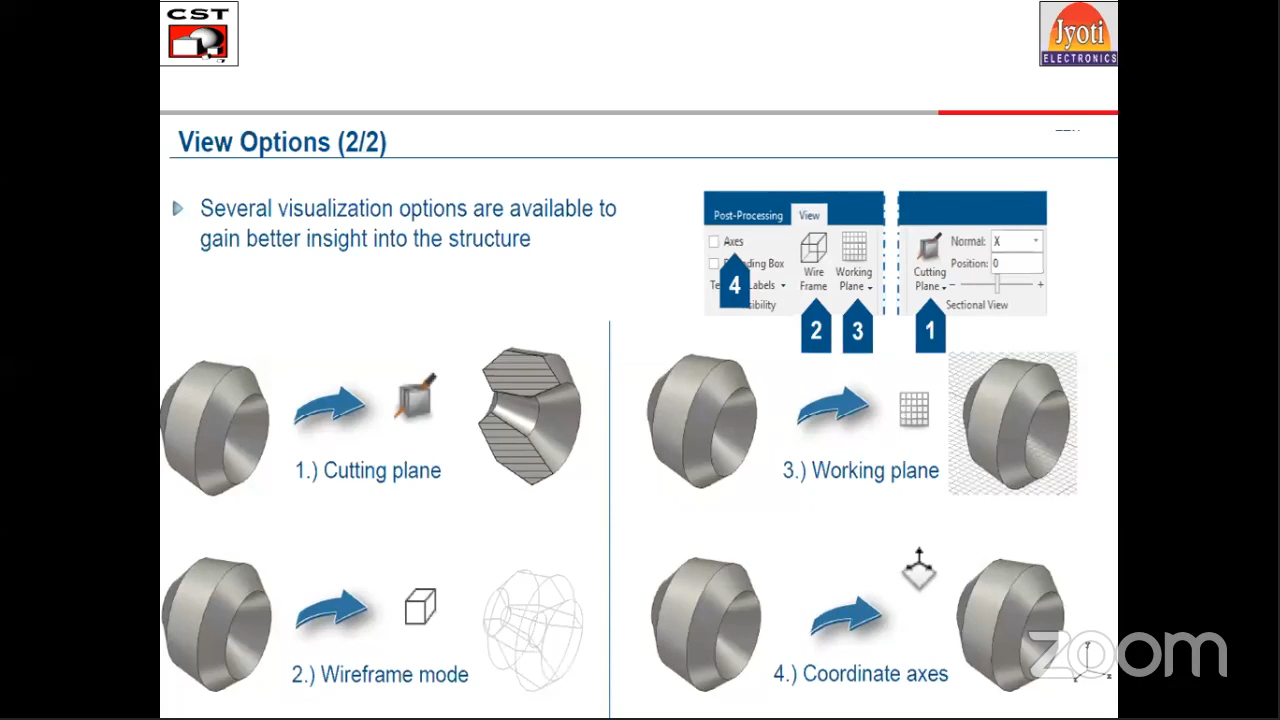 CST
Jyoti
ELECTRONICS
View Options (2/2)
Several visualization options are available to
gain better insight into the structure
Post-Processing View
Axes
Box
Labels
Wire
Frame
Working
Plane
Cutting
Plane
Normal: X
Position: 0
- +
Sectional View
4
2
3
1
1.) Cutting plane
3.) Working plane
2.) Wireframe mode
4.) Coordinate axes
zoom